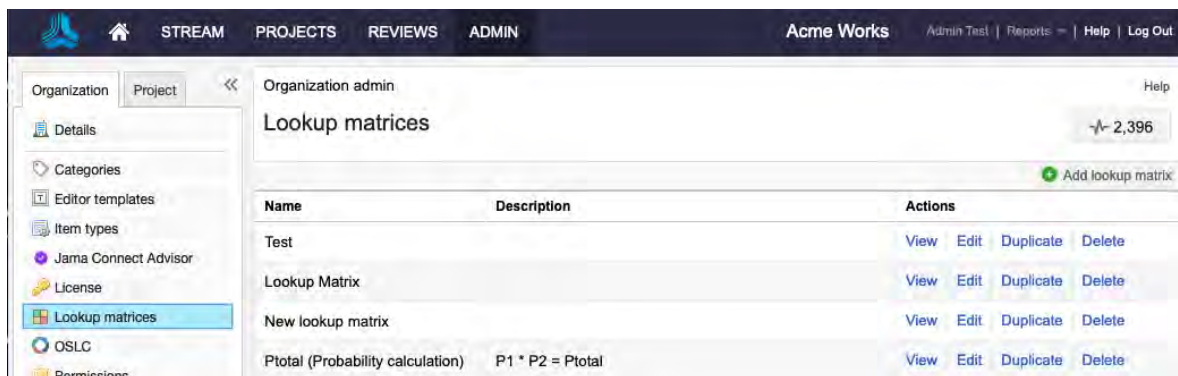 STREAM PROJECTS REVIEWS ADMIN Acme Works Admin Test | Reports | Help | Log Out
Organization Project
Details
Categories
Editor templates
Item types
Jama Connect Advisor
License
Lookup matrices
OSLC
Permissions
Organization admin Help
Lookup matrices 2,396
Add lookup matrix
Name Description Actions
Test View Edit Duplicate Delete
Lookup Matrix View Edit Duplicate Delete
New lookup matrix View Edit Duplicate Delete
Ptotal (Probability calculation) P1 * P2 = Ptotal View Edit Duplicate Delete